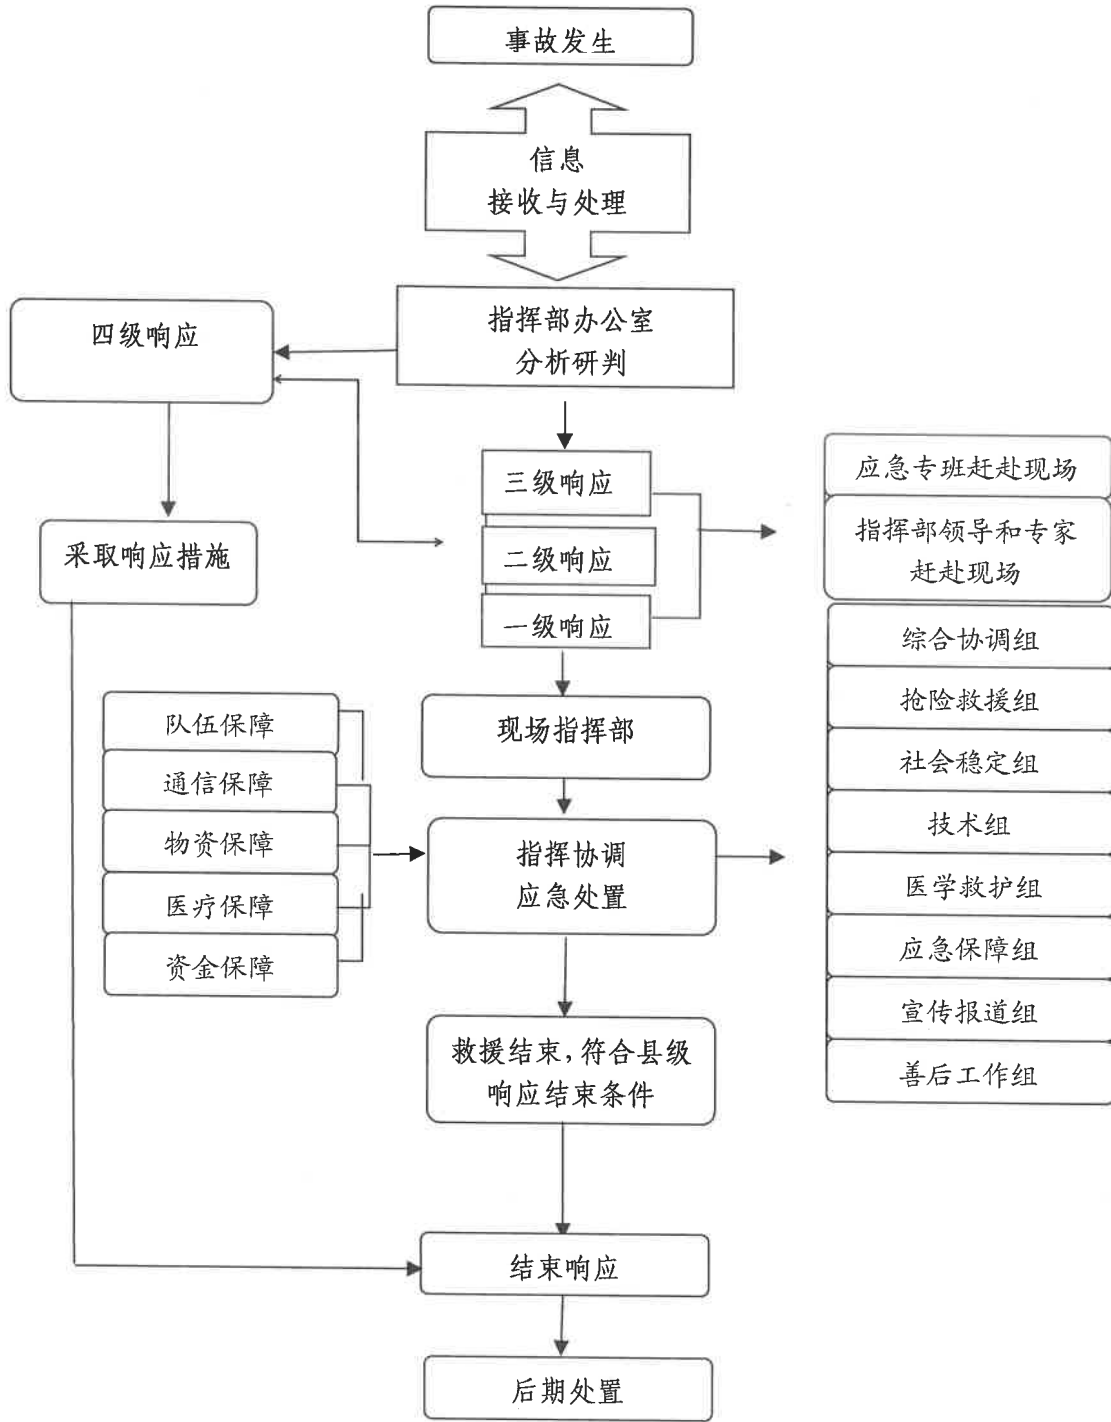 事故发生
信息
接收与处理
指挥部办公室
分析研判
四级响应
三级响应
二级响应
一级响应
应急专班赶赴现场
指挥部领导和专家
赶赴现场
采取响应措施
现场指挥部
队伍保障
通信保障
物资保障
医疗保障
资金保障
指挥协调
应急处置
综合协调组
抢险救援组
社会稳定组
技术组
医学救护组
应急保障组
宣传报道组
善后工作组
救援结束，符合县级
响应结束条件
结束响应
后期处置